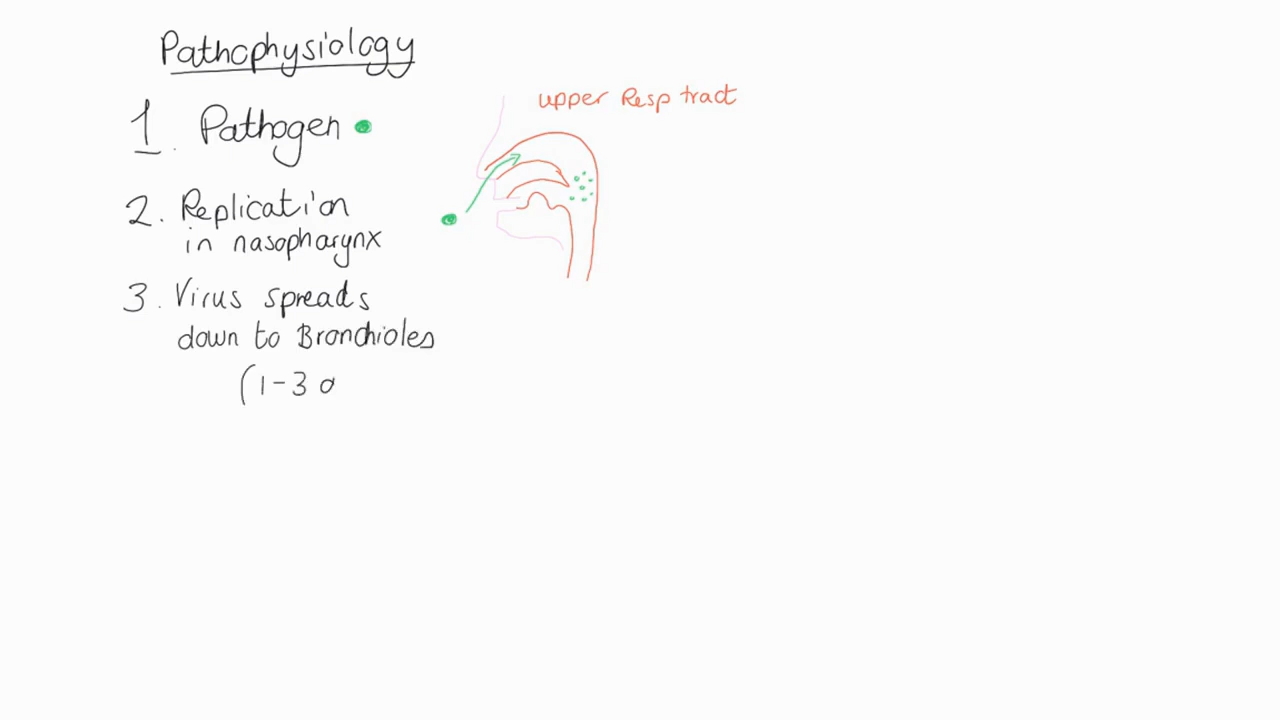 Pathophysiology
1. Pathogen
upper Resp tract
2. Replication
in nasopharynx
3. Virus spreads
down to Bronchioles
(1-3 d